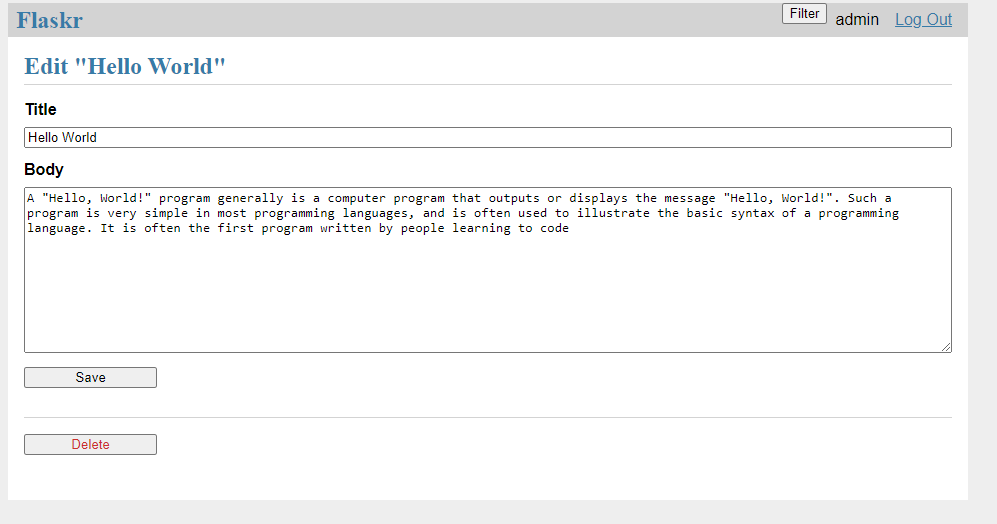 Flaskr
Filter
admin
Log Out
Edit "Hello World"
Title
Hello World
Body
A "Hello, World!" program generally is a computer program that outputs or displays the message "Hello, World!". Such a
program is very simple in most programming languages, and is often used to illustrate the basic syntax of a programming
language. It is often the first program written by people learning to code
Save
Delete